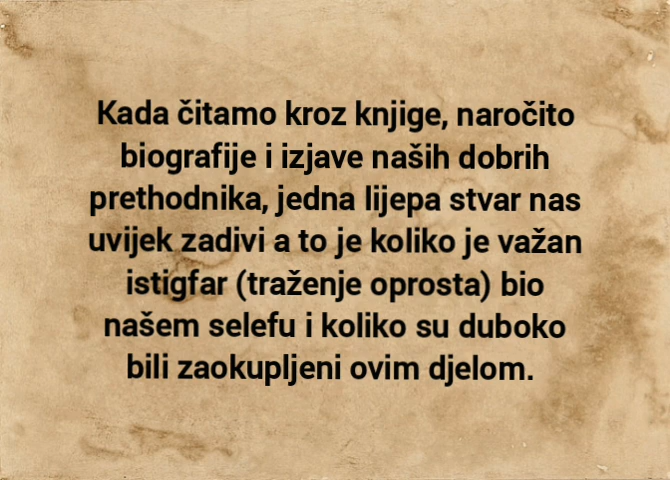 Kada čitamo kroz knjige, naročito
biografije i izjave naših dobrih
prethodnika, jedna lijepa stvar nas
uvijek zadivi a to je koliko je važan
istigfar (traženje oprosta) bio
našem selefu i koliko su duboko
bili zaokupljeni ovim djelom.